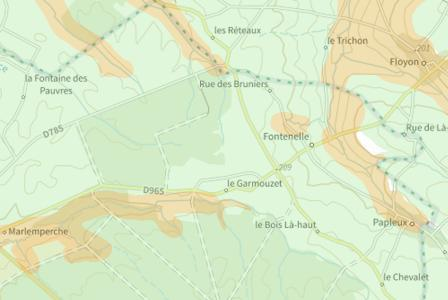 les Réteaux
le Trichon
201
Floyon
la Fontaine des
Pauvres
Rue des Bruniers
D785
Rue de Là-
Fontenelle
209
D965
le Garmouzet
le Bois Là-haut
Papleux
Marlemperche
le Chevalet